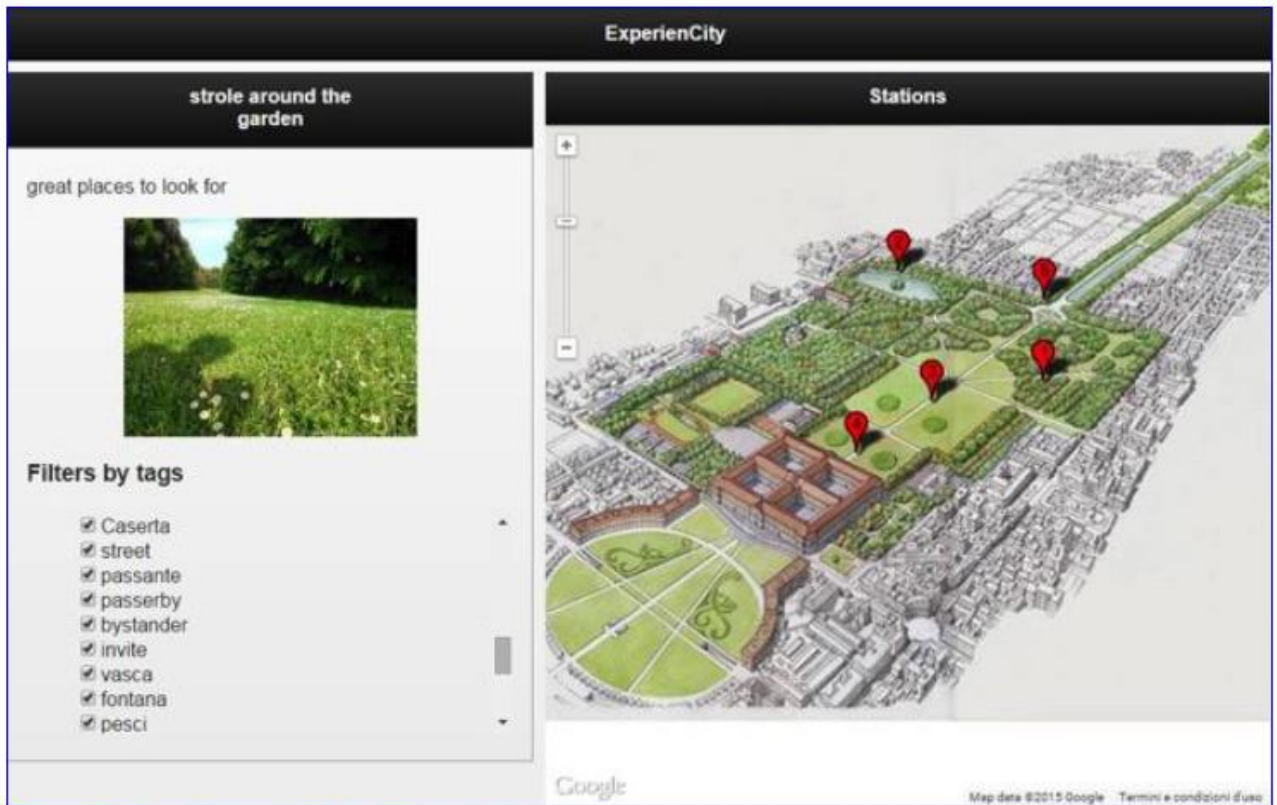 ExperienCity
strole around the
garden
great places to look for
Filters by tags
Caserta
street
passante
passerby
bystander
invite
vasca
fontana
pesci
Stations
Google
Map data ©2015 Google
Termini e condizioni d'uso